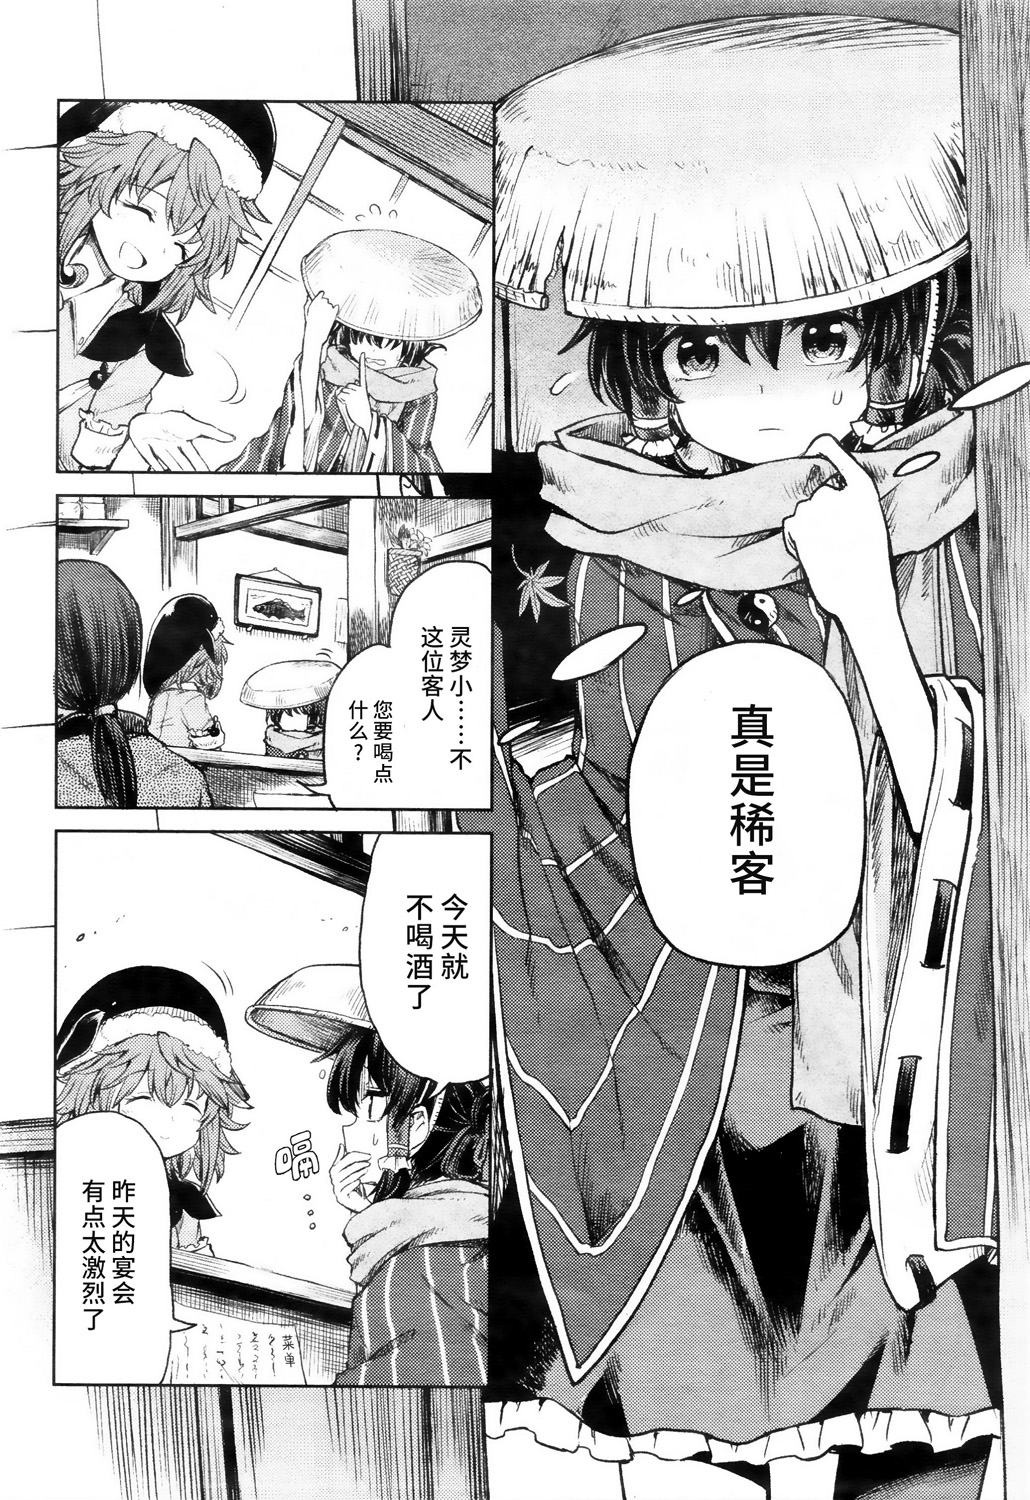 真是稀客
灵梦小……不
这位客人
您要喝点
什么？
今天就
不喝酒了
嗝…
昨天的宴会
有点太激烈了
菜单